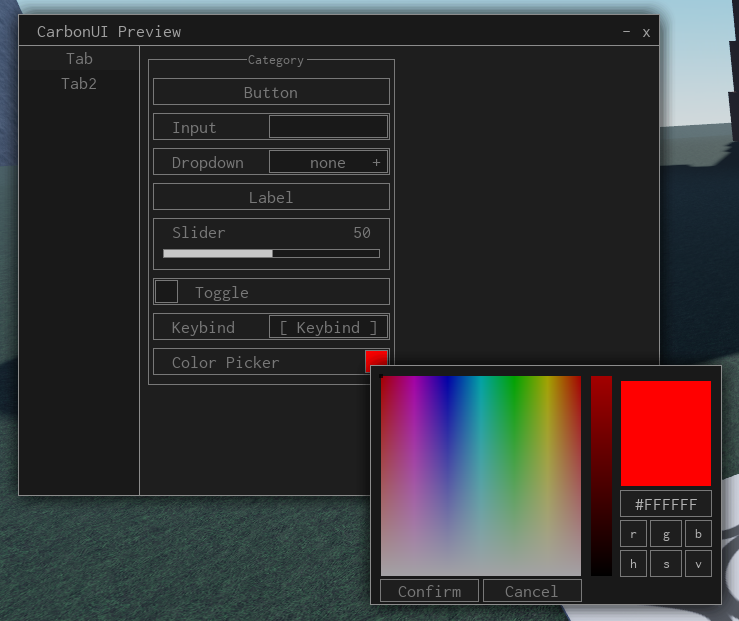 CarbonUI Preview - x
Tab
Tab2
Category
Button
Input
Dropdown none +
Label
Slider 50
Toggle
Keybind [ Keybind ]
Color Picker
#FFFFFF
r g b
h s v
Confirm Cancel